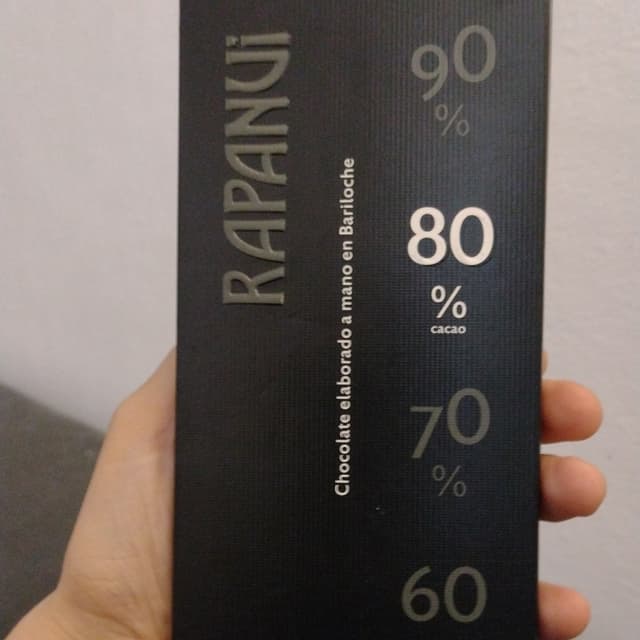 RAPANUi
Chocolate elaborado a mano en Bariloche
90
%
80
%
cacao
70
%
60